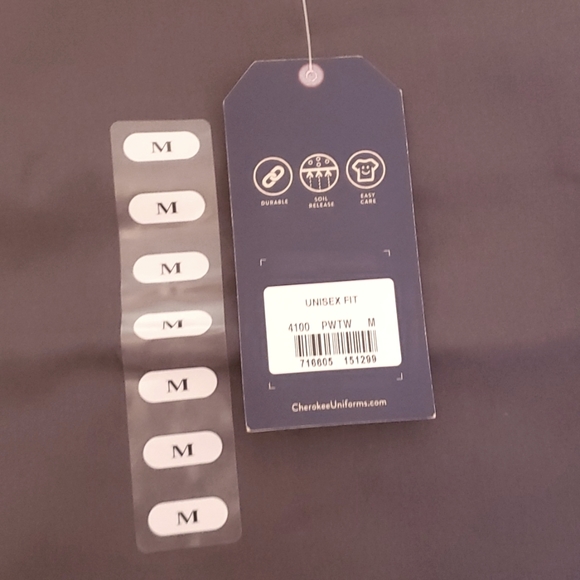 M
M
M
M
M
M
M
DURABLE
SOIL
RELEASE
EASY
CARE
UNISEX FIT
4100 PWTW M
716605 151299
CherokeeUniforms.com